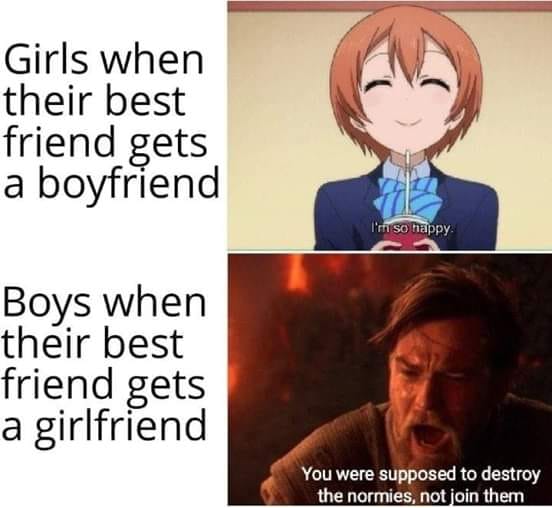 Girls when
their best
friend gets
a boyfriend
I'm so happy.
Boys when
their best
friend gets
a girlfriend
You were supposed to destroy
the normies, not join them